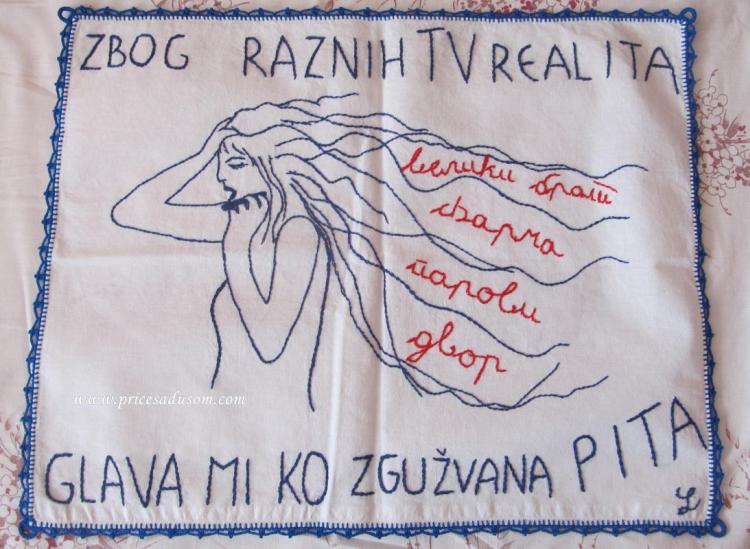 ZBOG RAZNIH TV REALITA
велики брат
фарма
парови
двор
www.pricesadusom.com
GLAVA MI KO ZGUŽVANA PITA
L